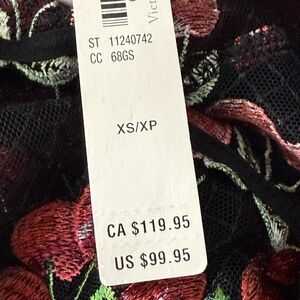 ST 11240742
CC 68GS
XS/XP
CA $119.95
US $99.95